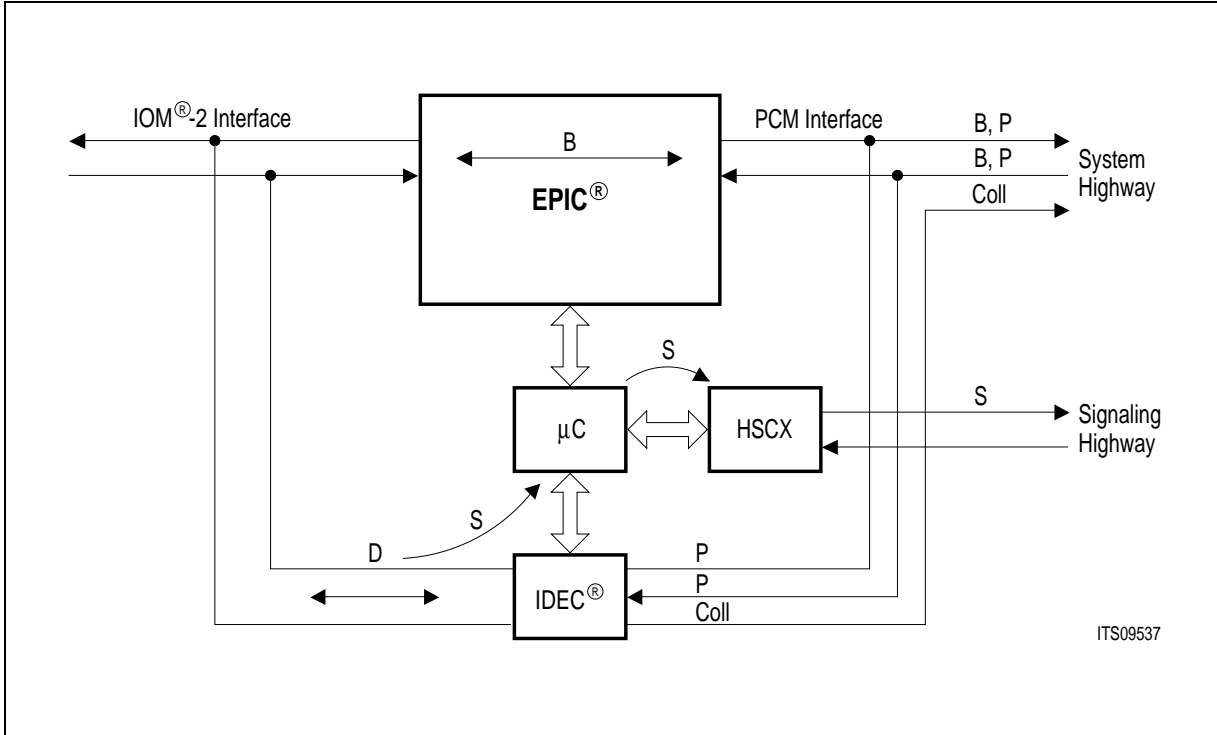 IOM®-2 Interface
PCM Interface
B, P
B
B, P
System
Highway
EPIC®
Coll
S
S
μC
HSCX
Signaling
Highway
S
D
P
P
IDEC®
Coll
ITS09537